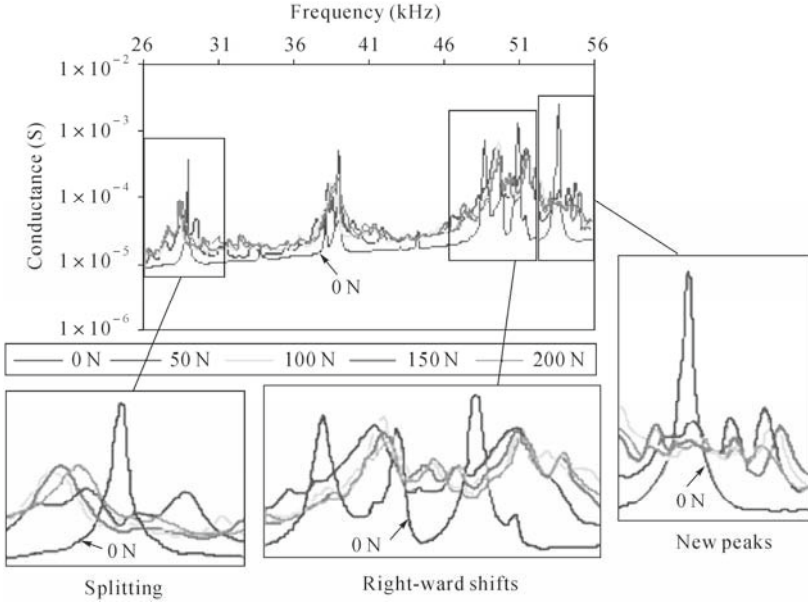 Frequency (kHz)
26 31 36 41 46 51 56
Conductance (S)
1 × 10⁻²
1 × 10⁻³
1 × 10⁻⁴
1 × 10⁻⁵
1 × 10⁻⁶
0 N
0 N 50 N 100 N 150 N 200 N
0 N
Splitting
0 N
Right-ward shifts
0 N
New peaks